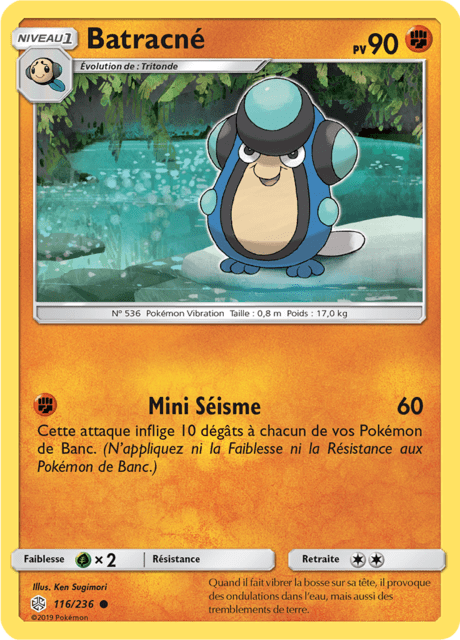 NIVEAU 1
Batracné
PV 90
Évolution de : Tritonde
N° 536 Pokémon Vibration Taille : 0,8 m Poids : 17,0 kg
Mini Séisme 60
Cette attaque inflige 10 dégâts à chacun de vos Pokémon
de Banc. (N'appliquez ni la Faiblesse ni la Résistance aux
Pokémon de Banc.)
Faiblesse ×2 Résistance Retraite
Illus. Ken Sugimori
116/236
©2019 Pokémon
Quand il fait vibrer la bosse sur sa tête, il provoque
des ondulations dans l'eau, mais aussi des
tremblements de terre.